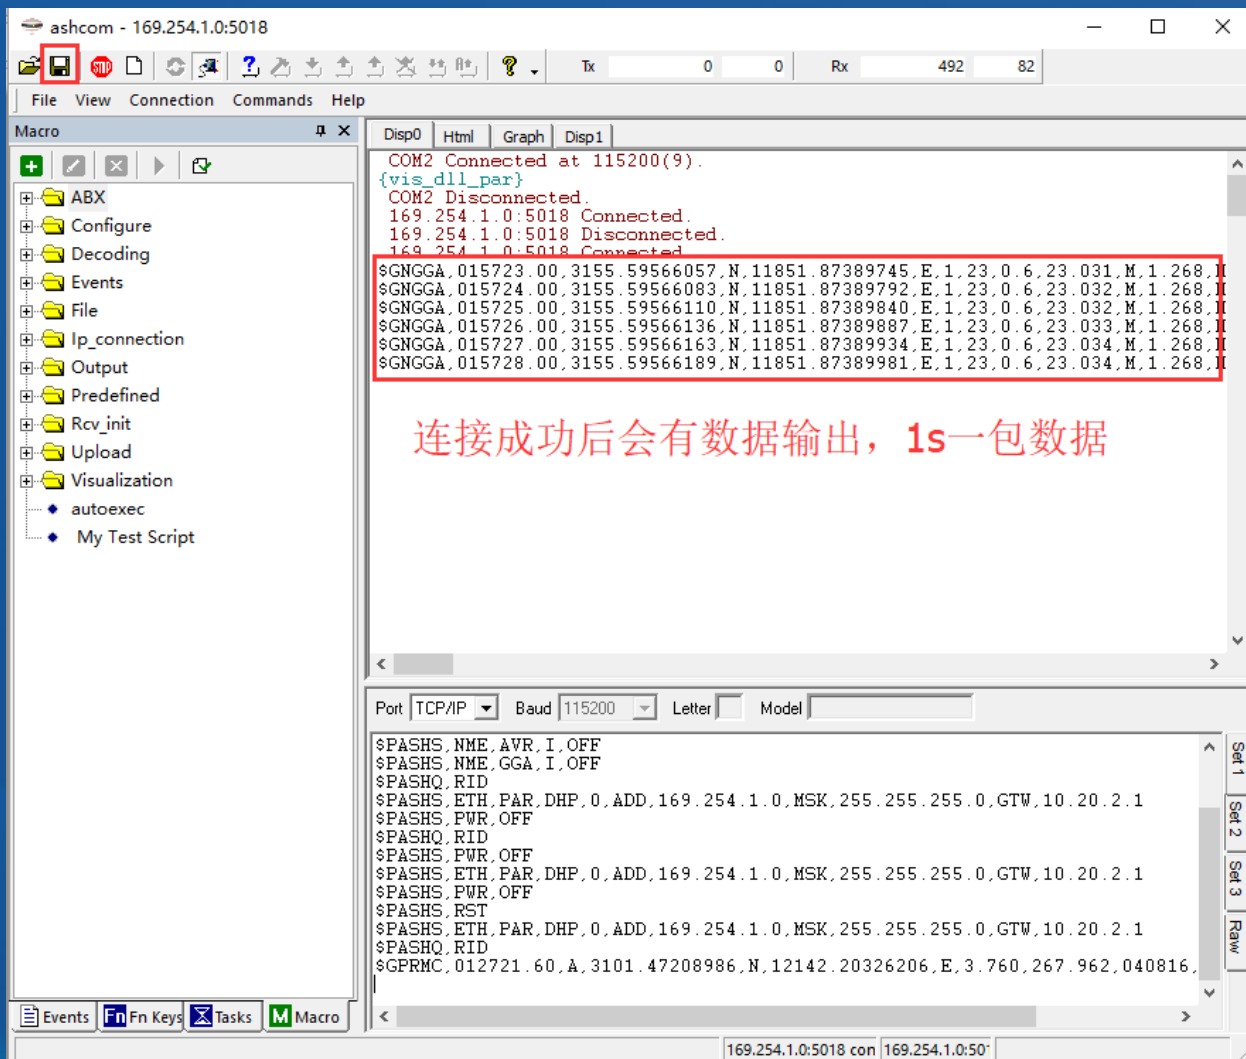 ashcom - 169.254.1.0:5018
STOP
Tx 0 0 Rx 492 82
File View Connection Commands Help
Macro
Disp0 Html Graph Disp1
ABX
Configure
Decoding
Events
File
Ip_connection
Output
Predefined
Rcv_init
Upload
Visualization
autoexec
My Test Script
COM2 Connected at 115200(9).
{vis_dll_par}
COM2 Disconnected.
169.254.1.0:5018 Connected.
169.254.1.0:5018 Disconnected.
169.254.1.0:5018 Connected.
$GNGGA,015723.00,3155.59566057,N,11851.87389745,E,1,23,0.6,23.031,M,1.268,
$GNGGA,015724.00,3155.59566083,N,11851.87389792,E,1,23,0.6,23.032,M,1.268,
$GNGGA,015725.00,3155.59566110,N,11851.87389840,E,1,23,0.6,23.032,M,1.268,
$GNGGA,015726.00,3155.59566136,N,11851.87389887,E,1,23,0.6,23.033,M,1.268,
$GNGGA,015727.00,3155.59566163,N,11851.87389934,E,1,23,0.6,23.034,M,1.268,
$GNGGA,015728.00,3155.59566189,N,11851.87389981,E,1,23,0.6,23.034,M,1.268,
连接成功后会有数据输出，1s一包数据
Port TCP/IP Baud 115200 Letter Model
$PASHS,NME,AVR,I,OFF
$PASHS,NME,GGA,I,OFF
$PASHQ,RID
$PASHS,ETH,PAR,DHP,0,ADD,169.254.1.0,MSK,255.255.255.0,GTW,10.20.2.1
$PASHS,PWR,OFF
$PASHQ,RID
$PASHS,PWR,OFF
$PASHS,ETH,PAR,DHP,0,ADD,169.254.1.0,MSK,255.255.255.0,GTW,10.20.2.1
$PASHS,PWR,OFF
$PASHS,RST
$PASHS,ETH,PAR,DHP,0,ADD,169.254.1.0,MSK,255.255.255.0,GTW,10.20.2.1
$PASHQ,RID
$GPRMC,012721.60,A,3101.47208986,N,12142.20326206,E,3.760,267.962,040816,
Set 1
Set 2
Set 3
Raw
Events Fn Fn Keys Tasks M Macro
169.254.1.0:5018 con 169.254.1.0:50